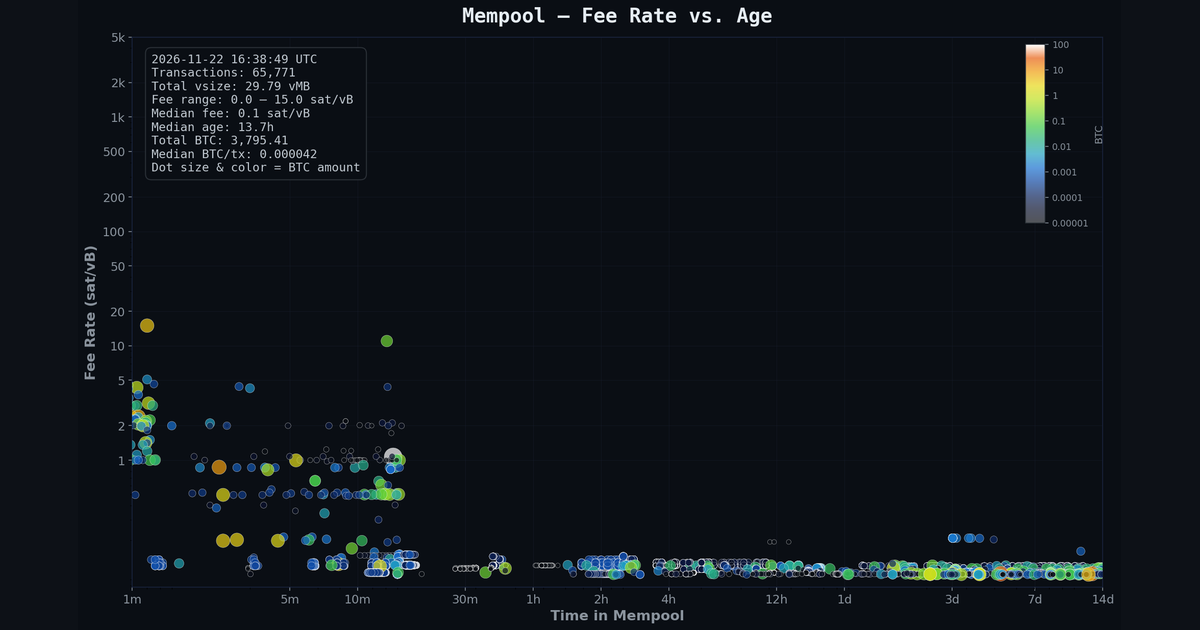 Mempool — Fee Rate vs. Age
2026-11-22 16:38:49 UTC
Transactions: 65,771
Total vsize: 29.79 vMB
Fee range: 0.0 – 15.0 sat/vB
Median fee: 0.1 sat/vB
Median age: 13.7h
Total BTC: 3,795.41
Median BTC/tx: 0.000042
Dot size & color = BTC amount
100
10
1
0.1
0.01
0.001
0.0001
0.00001
BTC
Fee Rate (sat/vB)
5k
2k
1k
500
200
100
50
20
10
5
2
1
1m
5m
10m
30m
1h
2h
4h
12h
1d
3d
7d
14d
Time in Mempool